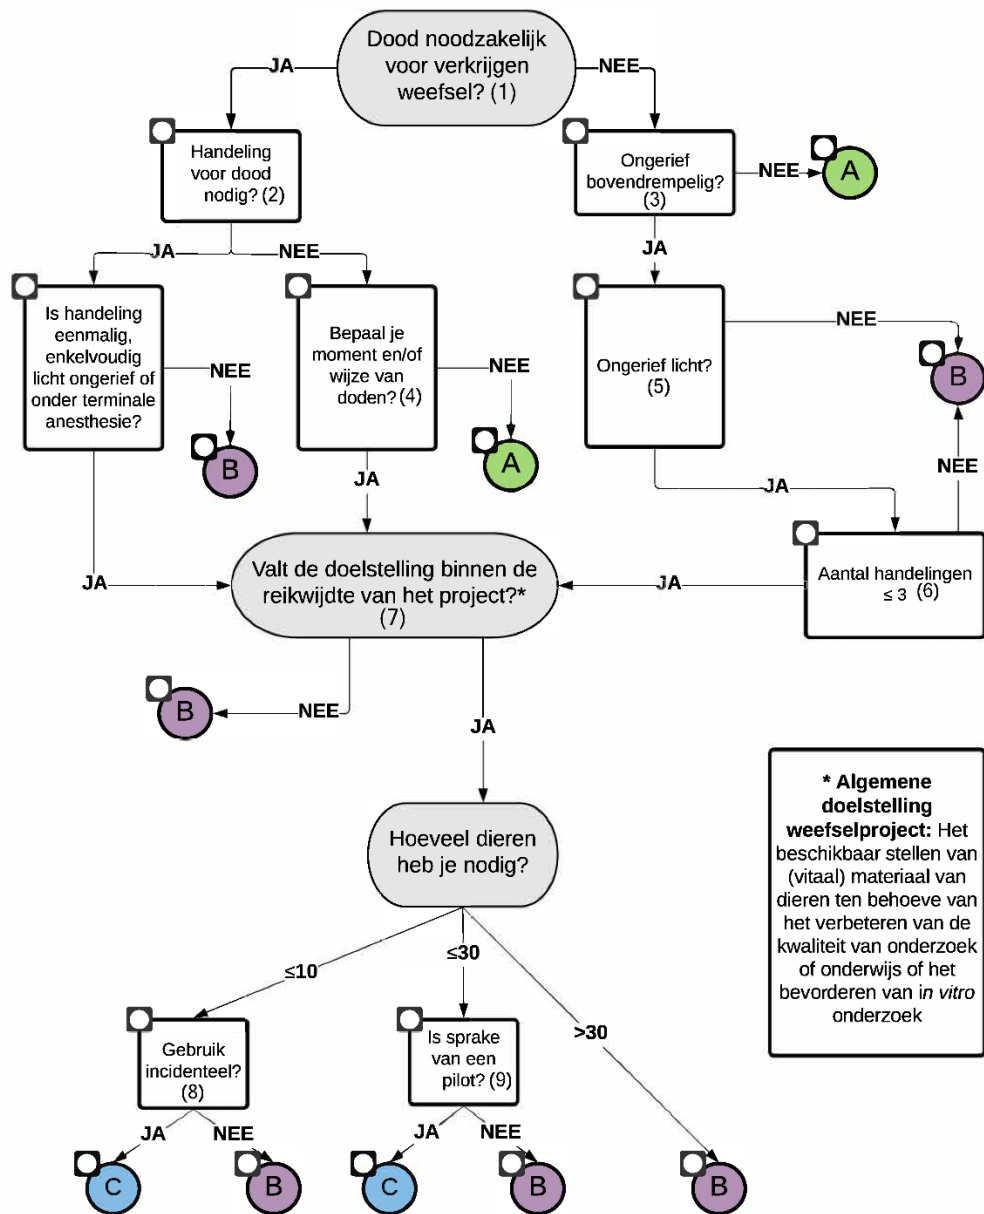 Dood noodzakelijk
voor verkrijgen
weefsel? (1)
JA
NEE
Handeling
voor dood
nodig? (2)
Ongerief
bovendrempelig?
(3)
NEE
A
JA
NEE
JA
Is handeling
eenmalig,
enkelvoudig
licht ongerief of
onder terminale
anesthesie?
NEE
B
Bepaal je
moment en/of
wijze van
doden? (4)
NEE
A
Ongerief licht?
(5)
NEE
B
JA
JA
NEE
Valt de doelstelling binnen de
reikwijdte van het project?*
(7)
JA
JA
Aantal handelingen
≤ 3 (6)
B
NEE
JA
Hoeveel dieren
heb je nodig?
* Algemene
doelstelling
weefselproject: Het
beschikbaar stellen van
(vitaal) materiaal van
dieren ten behoeve van
het verbeteren van de
kwaliteit van onderzoek
of onderwijs of het
bevorderen van in vitro
onderzoek
≤10
≤30
>30
Gebruik
incidenteel?
(8)
Is sprake
van een
pilot? (9)
JA
NEE
JA
NEE
C
B
C
B
B